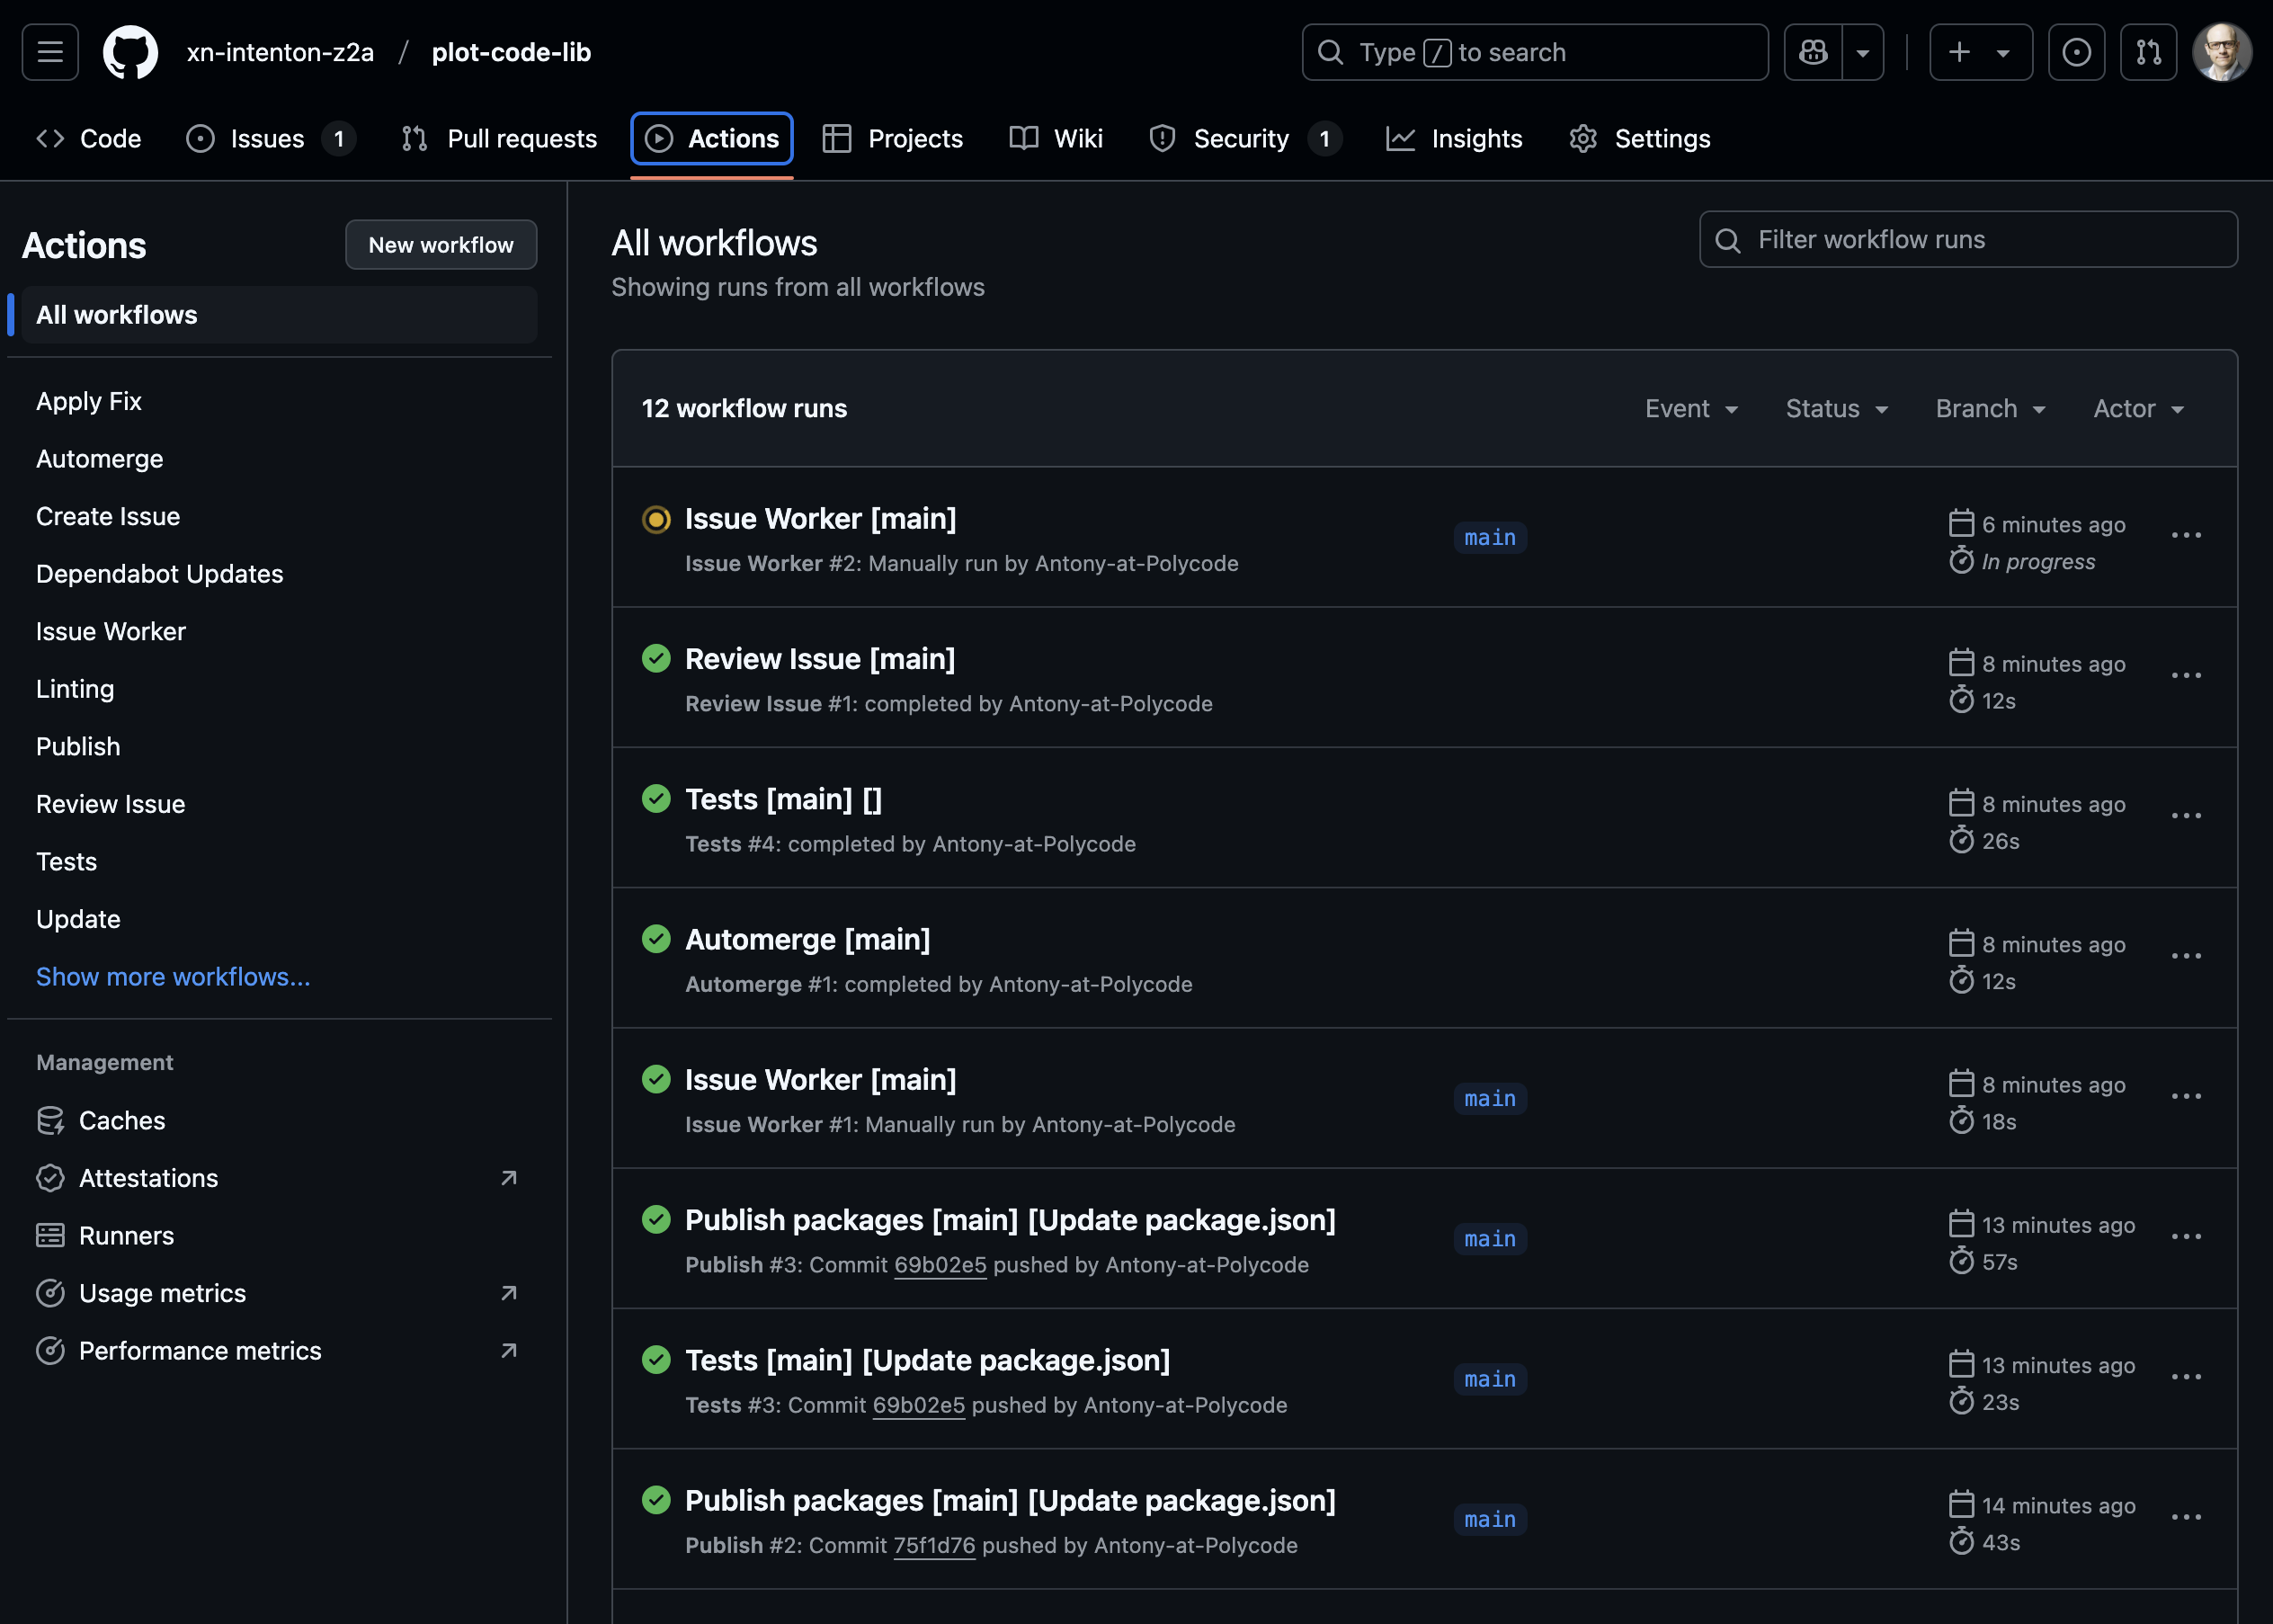 xn-intenton-z2a / plot-code-lib
Type / to search
Code
Issues 1
Pull requests
Actions
Projects
Wiki
Security 1
Insights
Settings
Actions
New workflow
All workflows
Apply Fix
Automerge
Create Issue
Dependabot Updates
Issue Worker
Linting
Publish
Review Issue
Tests
Update
Show more workflows...
Management
Caches
Attestations
Runners
Usage metrics
Performance metrics
All workflows
Showing runs from all workflows
Filter workflow runs
12 workflow runs
Event
Status
Branch
Actor
Issue Worker [main]
Issue Worker #2: Manually run by Antony-at-Polycode
main
6 minutes ago
In progress
Review Issue [main]
Review Issue #1: completed by Antony-at-Polycode
8 minutes ago
12s
Tests [main] []
Tests #4: completed by Antony-at-Polycode
8 minutes ago
26s
Automerge [main]
Automerge #1: completed by Antony-at-Polycode
8 minutes ago
12s
Issue Worker [main]
Issue Worker #1: Manually run by Antony-at-Polycode
main
8 minutes ago
18s
Publish packages [main] [Update package.json]
Publish #3: Commit 69b02e5 pushed by Antony-at-Polycode
main
13 minutes ago
57s
Tests [main] [Update package.json]
Tests #3: Commit 69b02e5 pushed by Antony-at-Polycode
main
13 minutes ago
23s
Publish packages [main] [Update package.json]
Publish #2: Commit 75f1d76 pushed by Antony-at-Polycode
main
14 minutes ago
43s